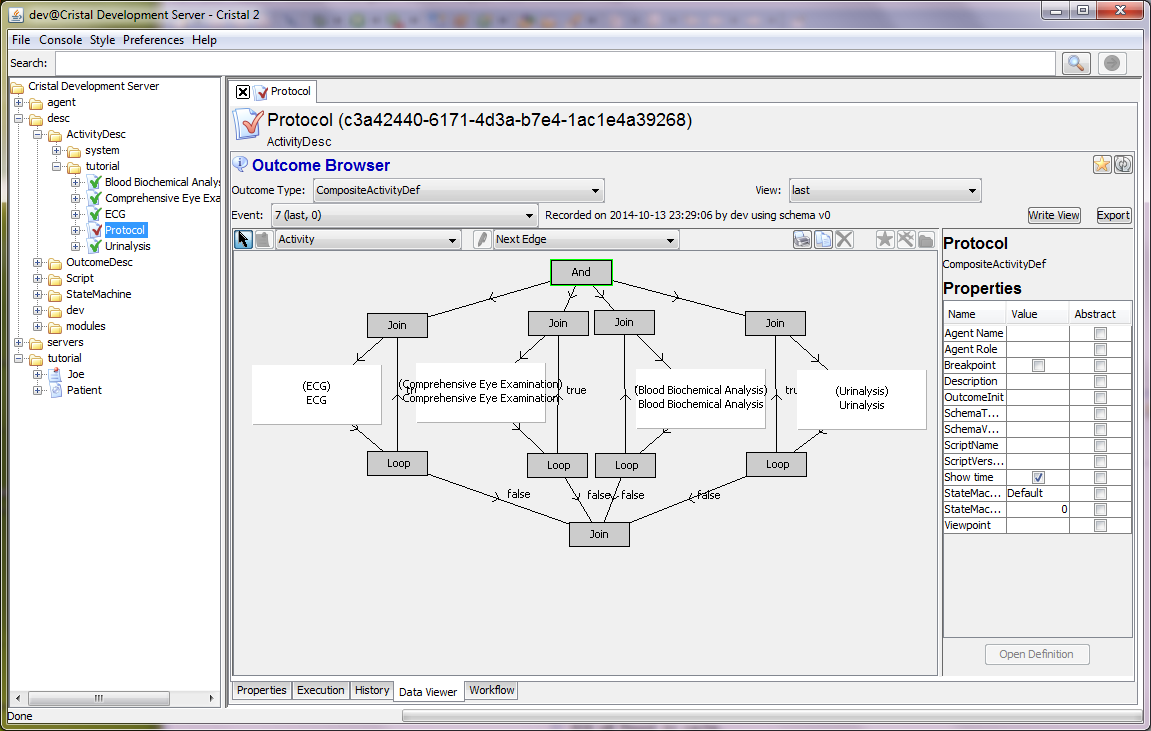 dev@Cristal Development Server - Cristal 2
File Console Style Preferences Help
Search:
Cristal Development Server
agent
desc
ActivityDesc
system
tutorial
Blood Biochemical Analys
Comprehensive Eye Exa
ECG
Protocol
Urinalysis
OutcomeDesc
Script
StateMachine
dev
modules
servers
tutorial
Joe
Patient
Protocol
Protocol (c3a42440-6171-4d3a-b7e4-1ac1e4a39268)
ActivityDesc
Outcome Browser
Outcome Type: CompositeActivityDef View: last
Event: 7 (last, 0) Recorded on 2014-10-13 23:29:06 by dev using schema v0 Write View Export
Activity Next Edge
And
Join Join Join Join
(ECG)
ECG
(Comprehensive Eye Examination)
Comprehensive Eye Examination
true
(Blood Biochemical Analysis)
Blood Biochemical Analysis
(Urinalysis)
Urinalysis
Loop Loop Loop Loop
false false false false
Join
Protocol
CompositeActivityDef
Properties
Name Value Abstract
Agent Name
Agent Role
Breakpoint
Description
OutcomeInit
SchemaT...
SchemaV...
ScriptName
ScriptVers...
Show time
StateMac... Default
StateMac... 0
Viewpoint
Open Definition
Properties Execution History Data Viewer Workflow
Done